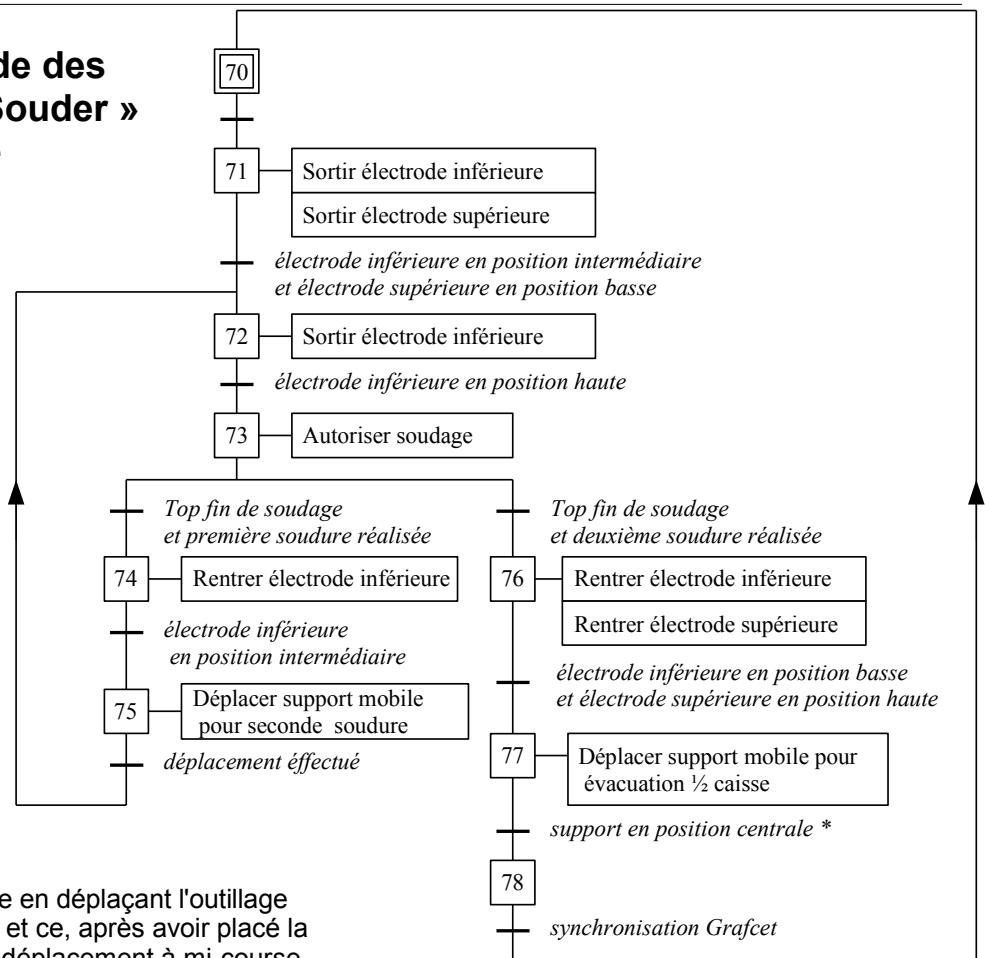 de des
Souder »
70
71
Sortir électrode inférieure
Sortir électrode supérieure
électrode inférieure en position intermédiaire
et électrode supérieure en position basse
72
Sortir électrode inférieure
électrode inférieure en position haute
73
Autoriser soudage
Top fin de soudage
et première soudure réalisée
Top fin de soudage
et deuxième soudure réalisée
74
Rentrer électrode inférieure
76
Rentrer électrode inférieure
Rentrer électrode supérieure
électrode inférieure
en position intermédiaire
électrode inférieure en position basse
et électrode supérieure en position haute
75
Déplacer support mobile
pour seconde soudure
déplacement éffectué
77
Déplacer support mobile pour
évacuation ½ caisse
support en position centrale *
78
synchronisation Grafcet
e en déplaçant l'outillage
et ce, après avoir placé la
déplacement à mi-course